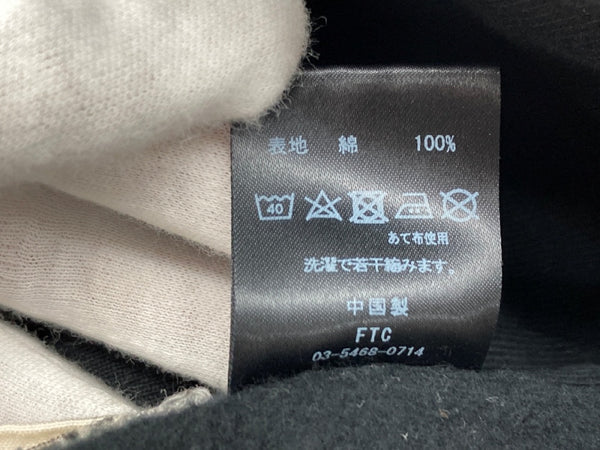 表地 綿 100%
40
あて布使用
洗濯で若干縮みます。
中国製
FTC
03-5468-0714